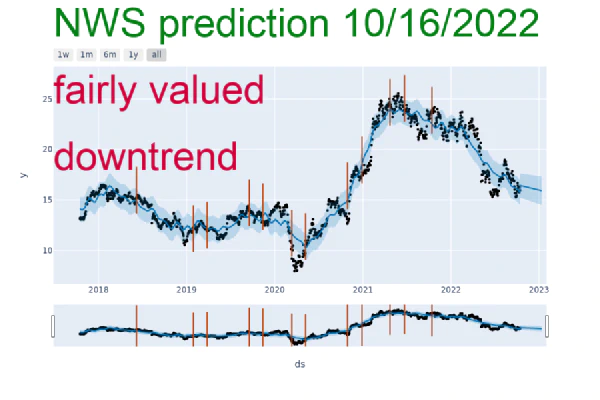 NWS prediction 10/16/2022
1w 1m 6m 1y all
fairly valued
25
downtrend
20
y
15
10
2018 2019 2020 2021 2022 2023
ds